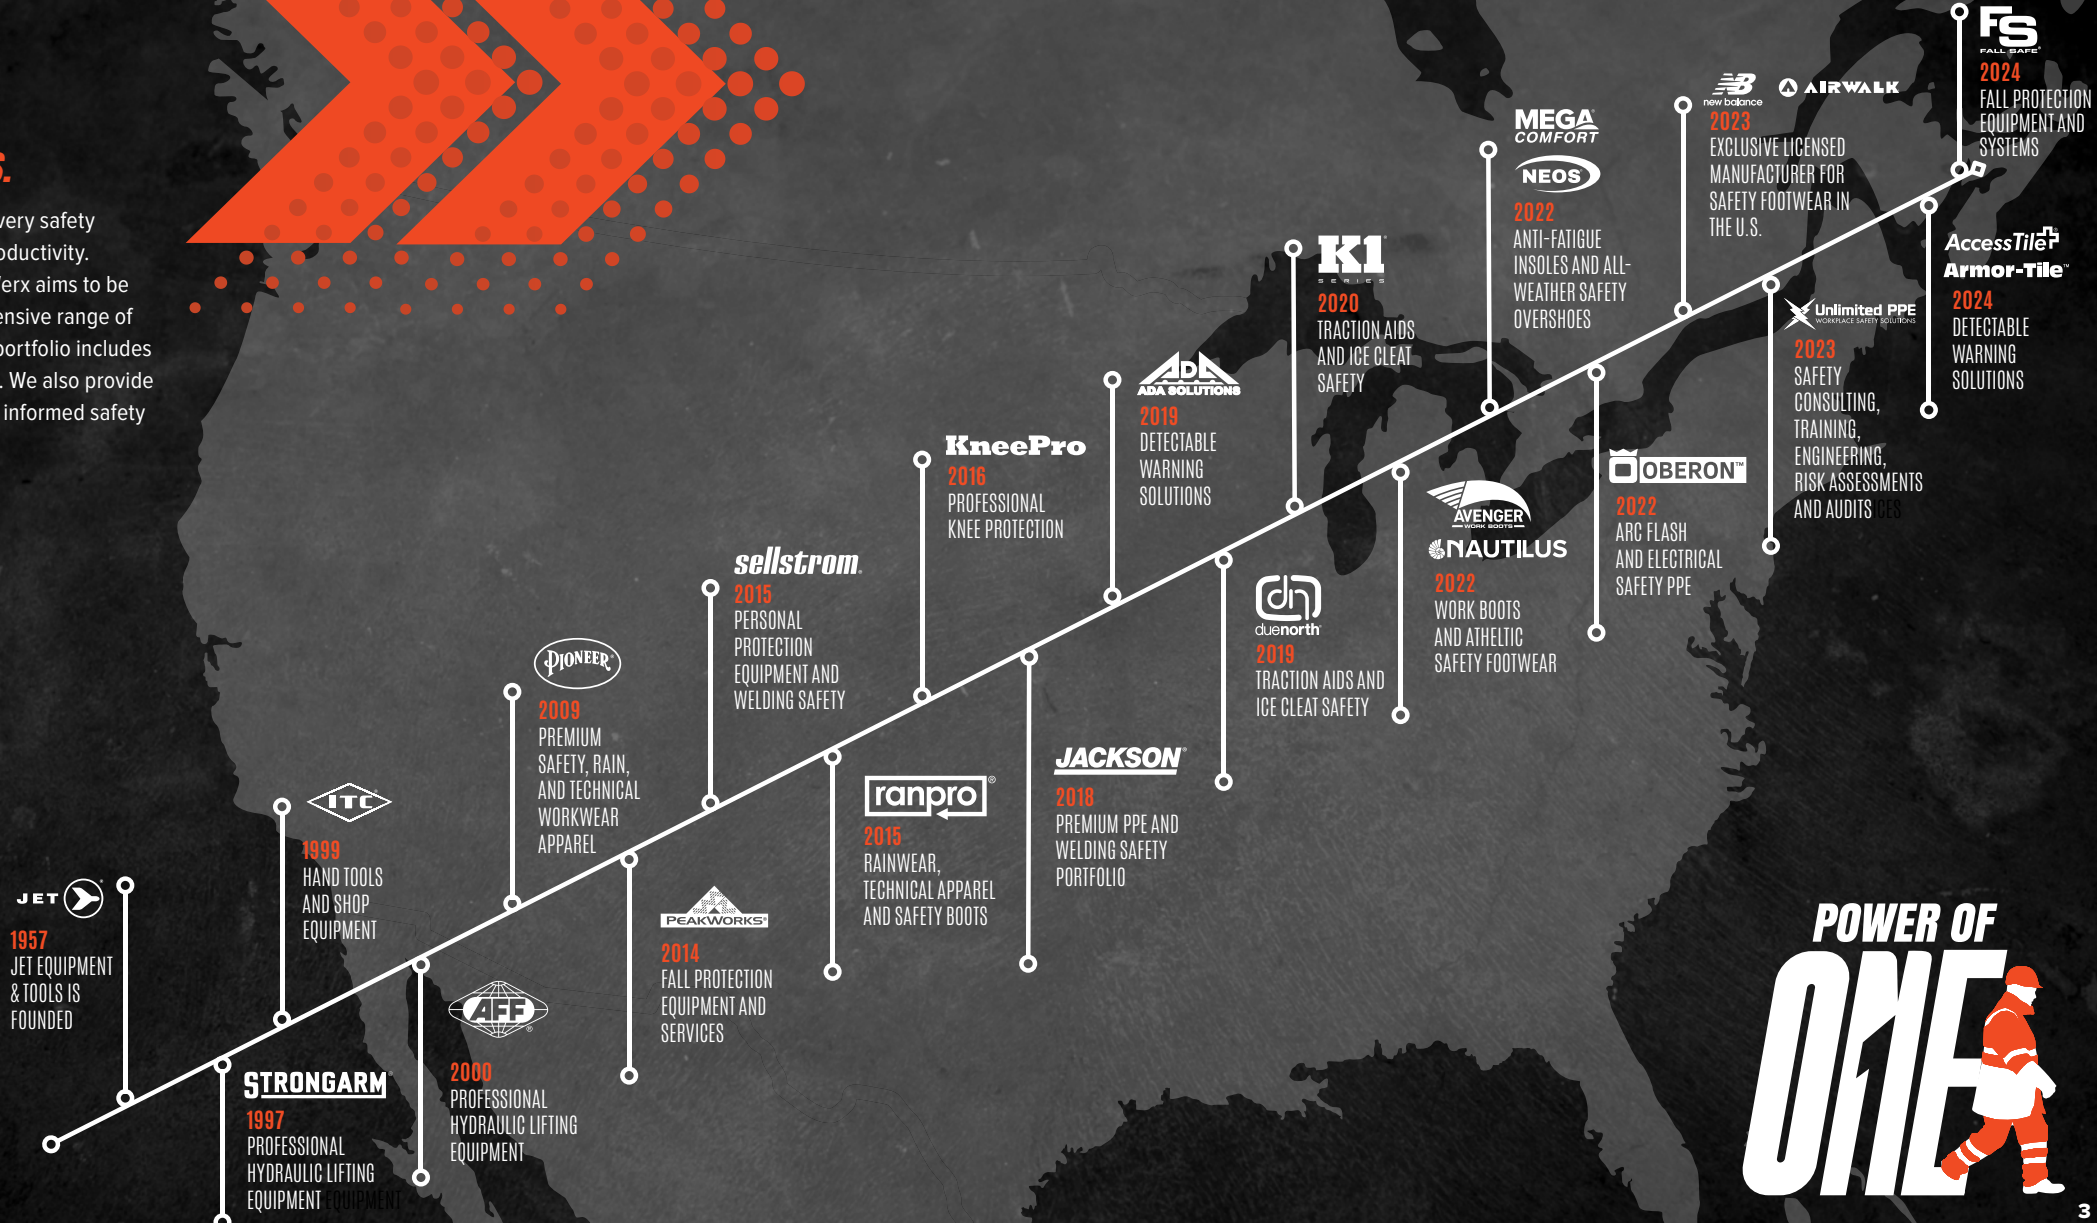 S.
very safety
oductivity.
erx aims to be
ensive range of
portfolio includes
. We also provide
informed safety
JET
1957
JET EQUIPMENT
& TOOLS IS
FOUNDED
STRONGARM
1997
PROFESSIONAL
HYDRAULIC LIFTING
EQUIPMENT EQUIPMENT
ITC
1999
HAND TOOLS
AND SHOP
EQUIPMENT
AFF®
2000
PROFESSIONAL
HYDRAULIC LIFTING
EQUIPMENT
PIONEER
2009
PREMIUM
SAFETY, RAIN,
AND TECHNICAL
WORKWEAR
APPAREL
PEAKWORKS®
2014
FALL PROTECTION
EQUIPMENT AND
SERVICES
sellstrom
2015
PERSONAL
PROTECTION
EQUIPMENT AND
WELDING SAFETY
ranpro®
2015
RAINWEAR,
TECHNICAL APPAREL
AND SAFETY BOOTS
KneePro
2016
PROFESSIONAL
KNEE PROTECTION
JACKSON®
2018
PREMIUM PPE AND
WELDING SAFETY
PORTFOLIO
ADA
ADA SOLUTIONS
2019
DETECTABLE
WARNING
SOLUTIONS
dn
duenorth
2019
TRACTION AIDS AND
ICE CLEAT SAFETY
K1
SERIES
2020
TRACTION AIDS
AND ICE CLEAT
SAFETY
AVENGER
WORK BOOTS
NAUTILUS
2022
WORK BOOTS
AND ATHELTIC
SAFETY FOOTWEAR
MEGA
COMFORT
NEOS
2022
ANTI-FATIGUE
INSOLES AND ALL-
WEATHER SAFETY
OVERSHOES
OBERON™
2022
ARC FLASH
AND ELECTRICAL
SAFETY PPE
NB
new balance
AIRWALK
2023
EXCLUSIVE LICENSED
MANUFACTURER FOR
SAFETY FOOTWEAR IN
THE U.S.
Unlimited PPE
WORKPLACE SAFETY SOLUTIONS
2023
SAFETY
CONSULTING,
TRAINING,
ENGINEERING,
RISK ASSESSMENTS
AND AUDITS CES
FS
FALL SAFE®
2024
FALL PROTECTION
EQUIPMENT AND
SYSTEMS
AccessTile
Armor-Tile™
2024
DETECTABLE
WARNING
SOLUTIONS
POWER OF
ONE
3